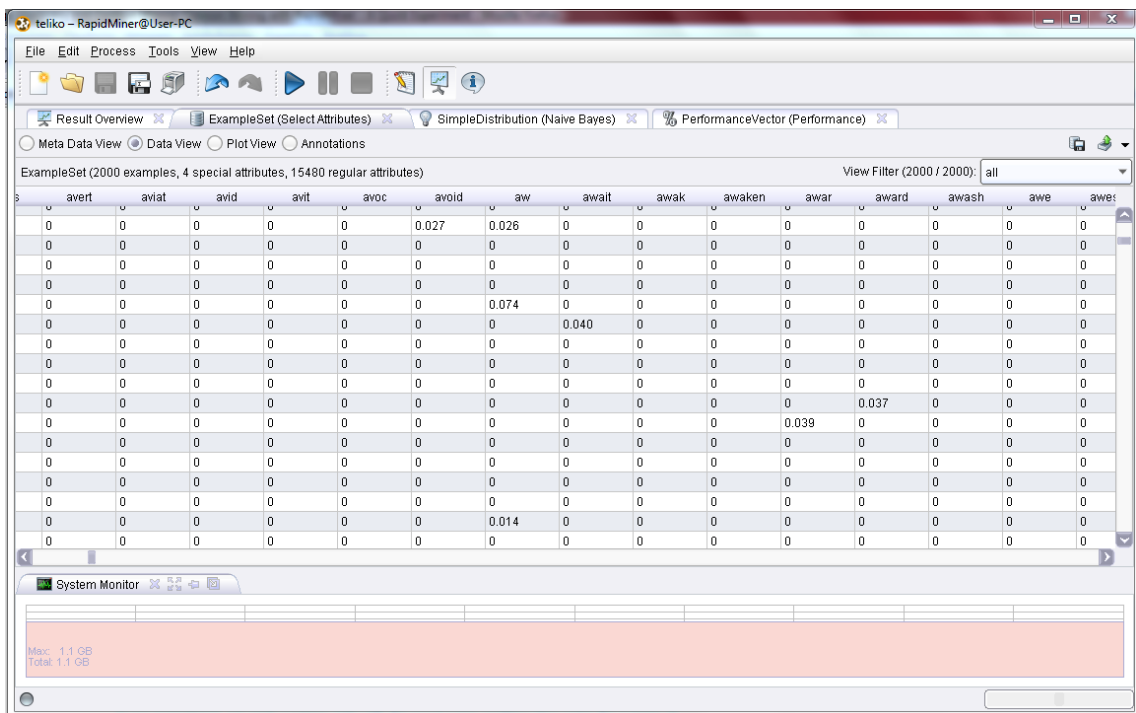 teliko – RapidMiner@User-PC
File Edit Process Tools View Help
Result Overview ExampleSet (Select Attributes) SimpleDistribution (Naive Bayes) % PerformanceVector (Performance)
Meta Data View Data View Plot View Annotations
ExampleSet (2000 examples, 4 special attributes, 15480 regular attributes) View Filter (2000 / 2000): all
s avert aviat avid avit avoc avoid aw await awak awaken awar award awash awe awes
0 0 0 0 0 0.027 0.026 0 0 0 0 0 0 0 0
0 0 0 0 0 0 0 0 0 0 0 0 0 0 0
0 0 0 0 0 0 0 0 0 0 0 0 0 0 0
0 0 0 0 0 0 0 0 0 0 0 0 0 0 0
0 0 0 0 0 0 0.074 0 0 0 0 0 0 0 0
0 0 0 0 0 0 0 0.040 0 0 0 0 0 0 0
0 0 0 0 0 0 0 0 0 0 0 0 0 0 0
0 0 0 0 0 0 0 0 0 0 0 0 0 0 0
0 0 0 0 0 0 0 0 0 0 0 0 0 0 0
0 0 0 0 0 0 0 0 0 0 0 0.037 0 0 0
0 0 0 0 0 0 0 0 0 0 0.039 0 0 0 0
0 0 0 0 0 0 0 0 0 0 0 0 0 0 0
0 0 0 0 0 0 0 0 0 0 0 0 0 0 0
0 0 0 0 0 0 0 0 0 0 0 0 0 0 0
0 0 0 0 0 0 0 0 0 0 0 0 0 0 0
0 0 0 0 0 0 0.014 0 0 0 0 0 0 0 0
0 0 0 0 0 0 0 0 0 0 0 0 0 0 0
System Monitor
Max: 1.1 GB
Total: 1.1 GB